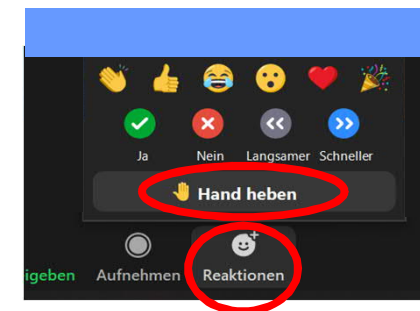 Ja Nein Langsamer Schneller
Hand heben
igeben Aufnehmen Reaktionen